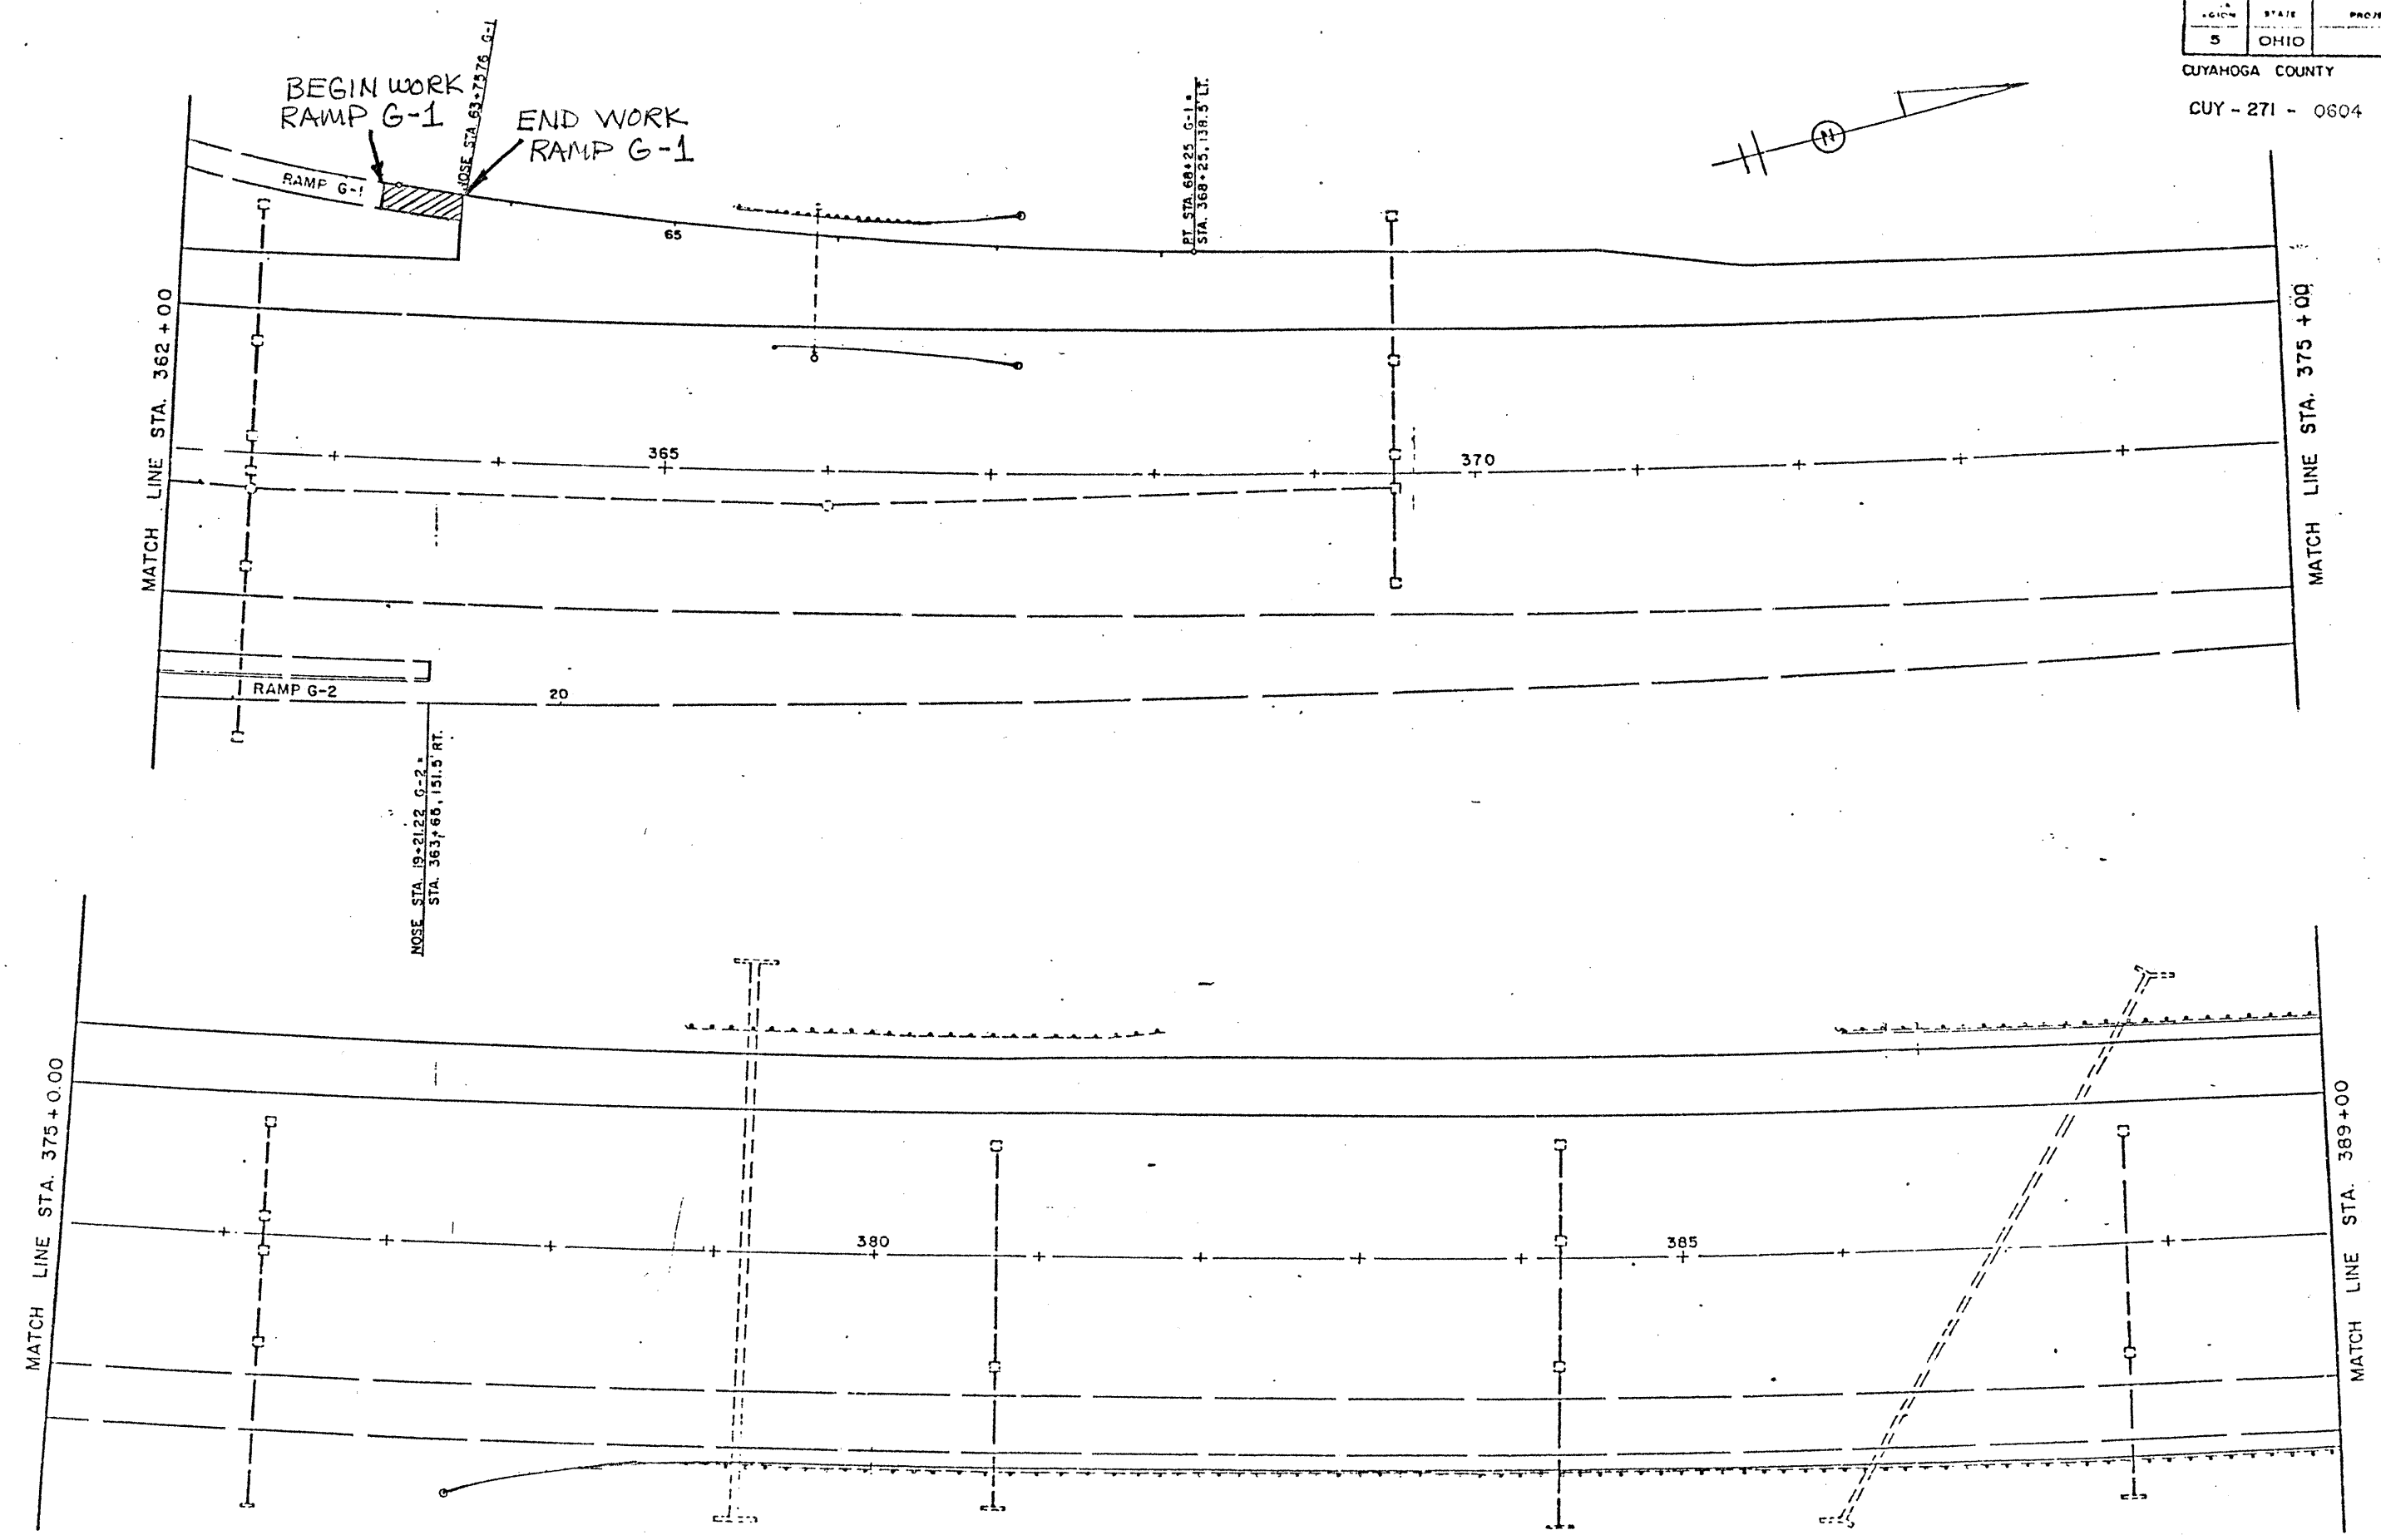 STATE
5 OHIO
CUYAHOGA COUNTY
CUY - 271 - 0604
BEGIN WORK
RAMP G-1
NOSE STA. 63+75.76 G-1
END WORK
RAMP G-1
RAMP G-1
65
P.T. STA. 68+25 G-1 =
STA. 368+25, 138.5' LT.
N
MATCH LINE STA. 362+00
365
370
MATCH LINE STA. 375+00
RAMP G-2
20
NOSE STA. 19+21.22 G-2 =
STA. 363+65, 151.5' RT.
MATCH LINE STA. 375+0.00
380
385
MATCH LINE STA. 389+00